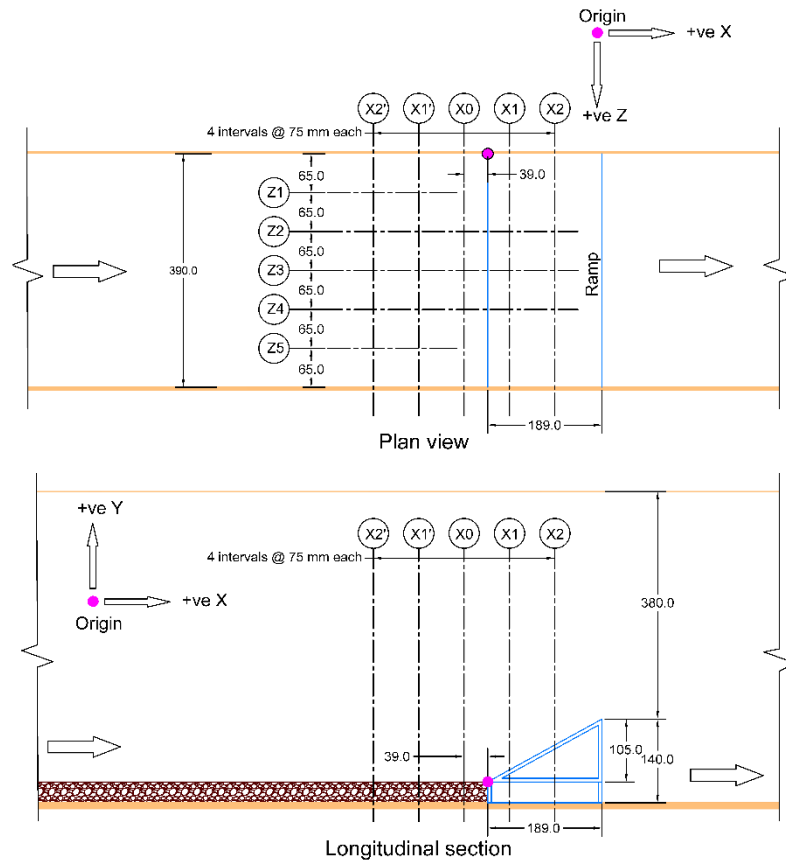 Origin
+ve X
+ve Z
X2' X1' X0 X1 X2
4 intervals @ 75 mm each
39.0
65.0
Z1
65.0
Z2
65.0
Z3
390.0
65.0
Z4
65.0
Z5
65.0
Ramp
189.0
Plan view
+ve Y
+ve X
Origin
X2' X1' X0 X1 X2
4 intervals @ 75 mm each
380.0
39.0
105.0
140.0
189.0
Longitudinal section